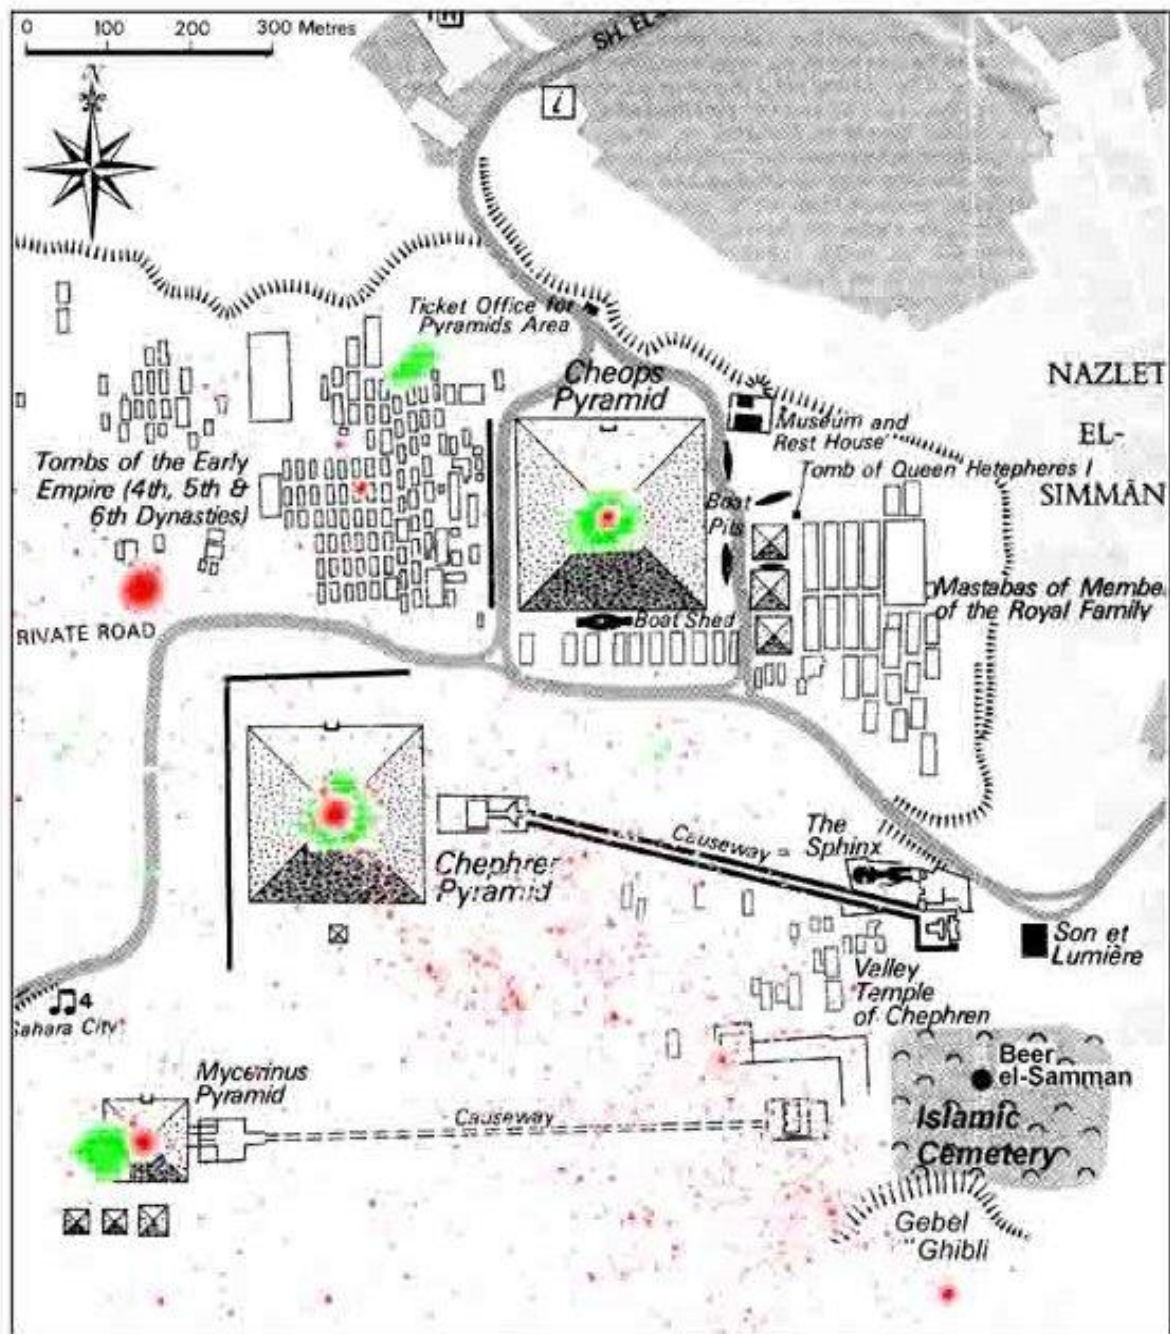 0 100 200 300 Metres
N
SH. EL-
i
Ticket Office for
Pyramids Area
Cheops
Pyramid
NAZLET
EL-
SIMMÂN
Museum and
Rest House
Tomb of Queen Hetepheres I
Tombs of the Early
Empire (4th, 5th &
6th Dynasties)
Boat
Pits
Mastabas of Membe
of the Royal Family
Boat Shed
RIVATE ROAD
Causeway
The
Sphinx
Chephren
Pyramid
Son et
Lumière
Valley
Temple
of Chephren
4
Sahara City
Beer
el-Samman
Mycerinus
Pyramid
Causeway
Islamic
Cemetery
Gebel
Ghibli